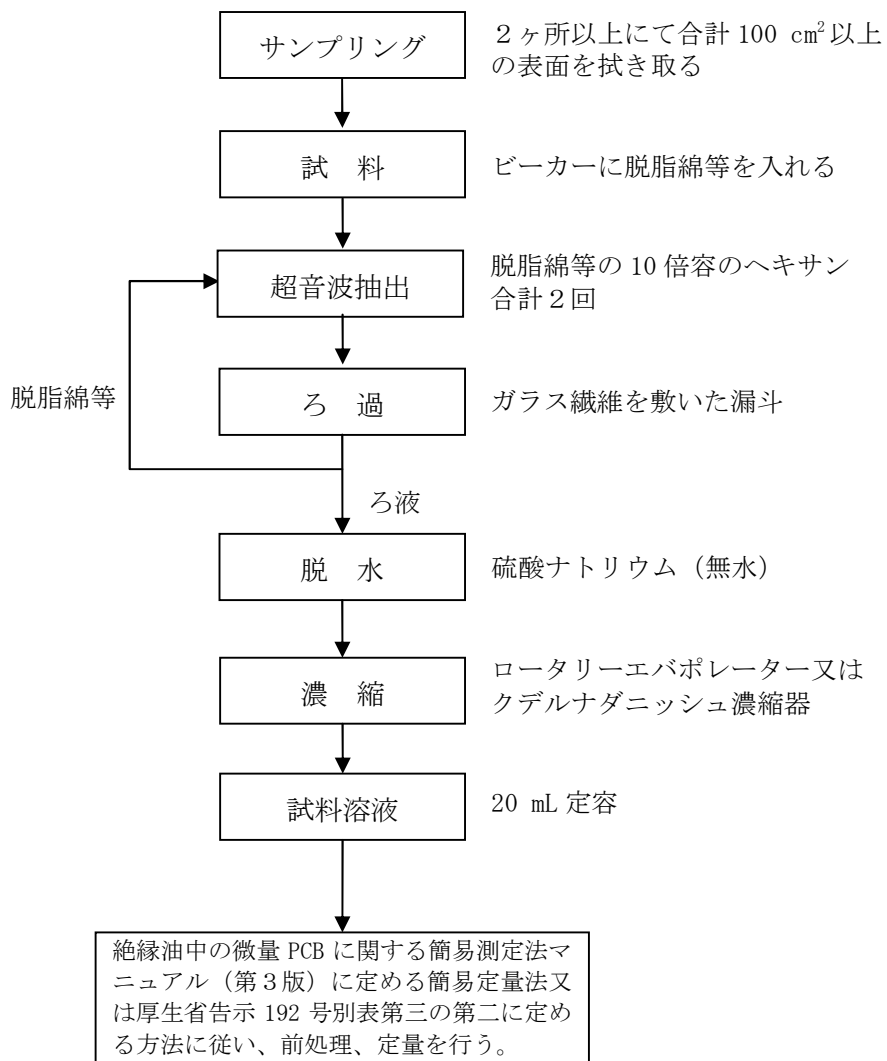 サンプリング
２ヶ所以上にて合計 100 cm²以上
の表面を拭き取る
試 料
ビーカーに脱脂綿等を入れる
超音波抽出
脱脂綿等の 10 倍容のヘキサン
合計２回
脱脂綿等
ろ 過
ガラス繊維を敷いた漏斗
ろ液
脱 水
硫酸ナトリウム（無水）
濃 縮
ロータリーエバポレーター又は
クデルナダニッシュ濃縮器
試料溶液
20 mL 定容
絶縁油中の微量 PCB に関する簡易測定法マ
ニュアル（第３版）に定める簡易定量法又
は厚生省告示 192 号別表第三の第二に定め
る方法に従い、前処理、定量を行う。